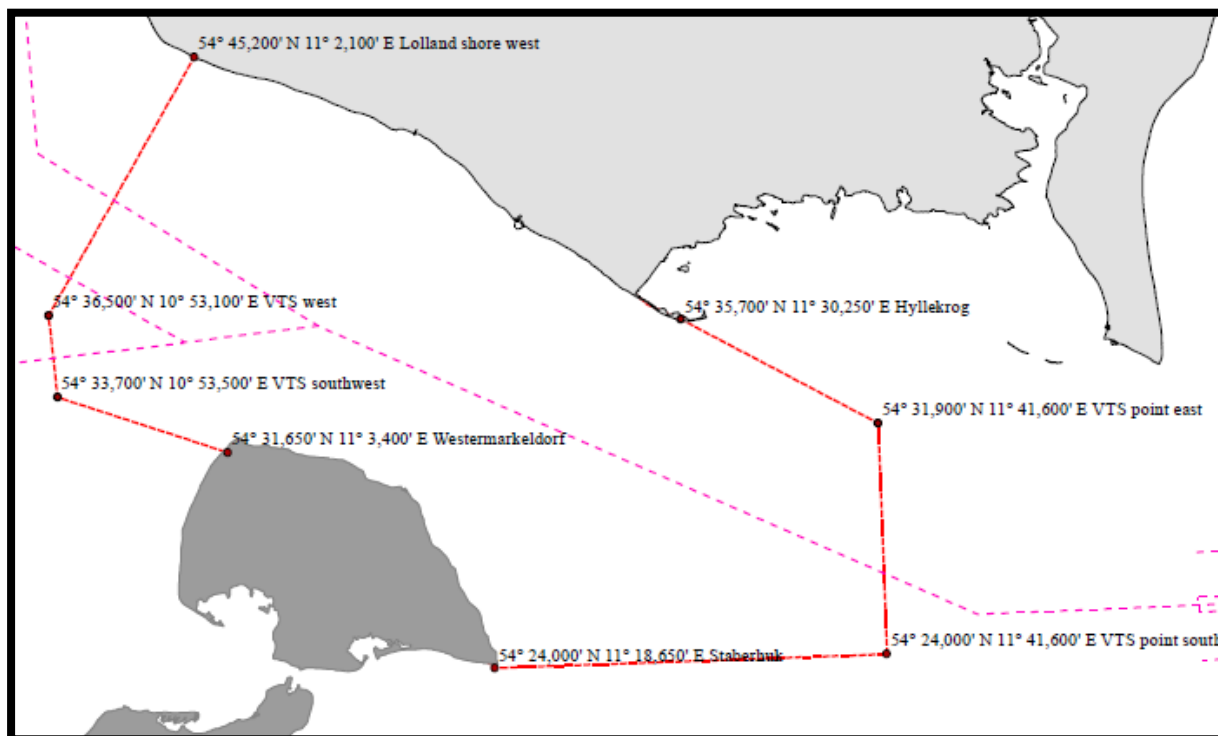 54° 45,200' N 11° 2,100' E Lolland shore west
54° 36,500' N 10° 53,100' E VTS west
54° 35,700' N 11° 30,250' E Hyllekrog
54° 33,700' N 10° 53,500' E VTS southwest
54° 31,900' N 11° 41,600' E VTS point east
54° 31,650' N 11° 3,400' E Westermarkeldorf
54° 24,000' N 11° 41,600' E VTS point south
54° 24,000' N 11° 18,650' E Staberhuk